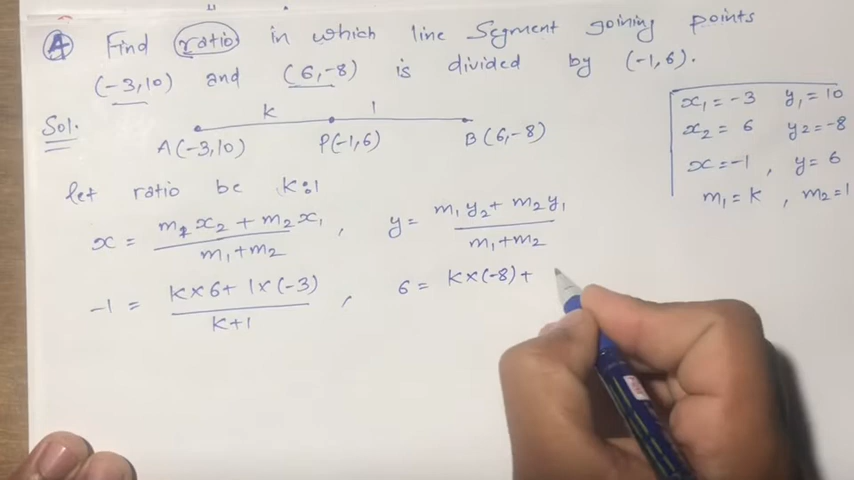 A Find ratio in which line Segment joining points
(-3,10) and (6,-8) is divided by (-1,6).
Sol.
K 1
A(-3,10) P(-1,6) B(6,-8)
let ratio be K:1
x = m₁x₂ + m₂x₁ / m₁+m₂ , y = m₁y₂ + m₂y₁ / m₁+m₂
-1 = K×6 + 1×(-3) / K+1 , 6 = K×(-8)+
x₁ = -3 y₁ = 10
x₂ = 6 y₂ = -8
x = -1 , y = 6
m₁ = K , m₂ = 1